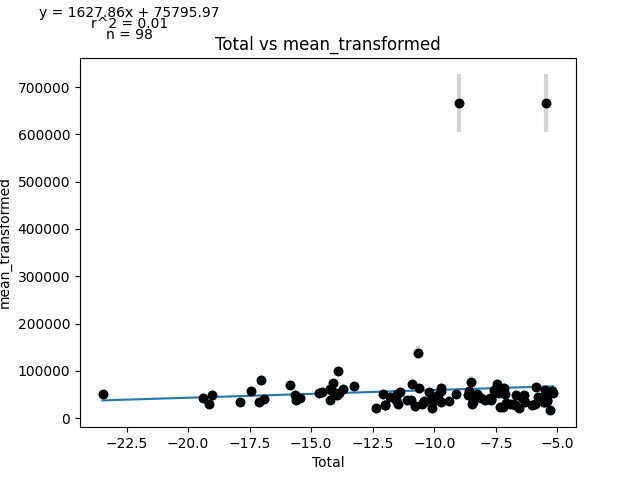 y = 1627.86x + 75795.97
r^2 = 0.01
n = 98
Total vs mean_transformed
mean_transformed
700000
600000
500000
400000
300000
200000
100000
0
−22.5 −20.0 −17.5 −15.0 −12.5 −10.0 −7.5 −5.0
Total